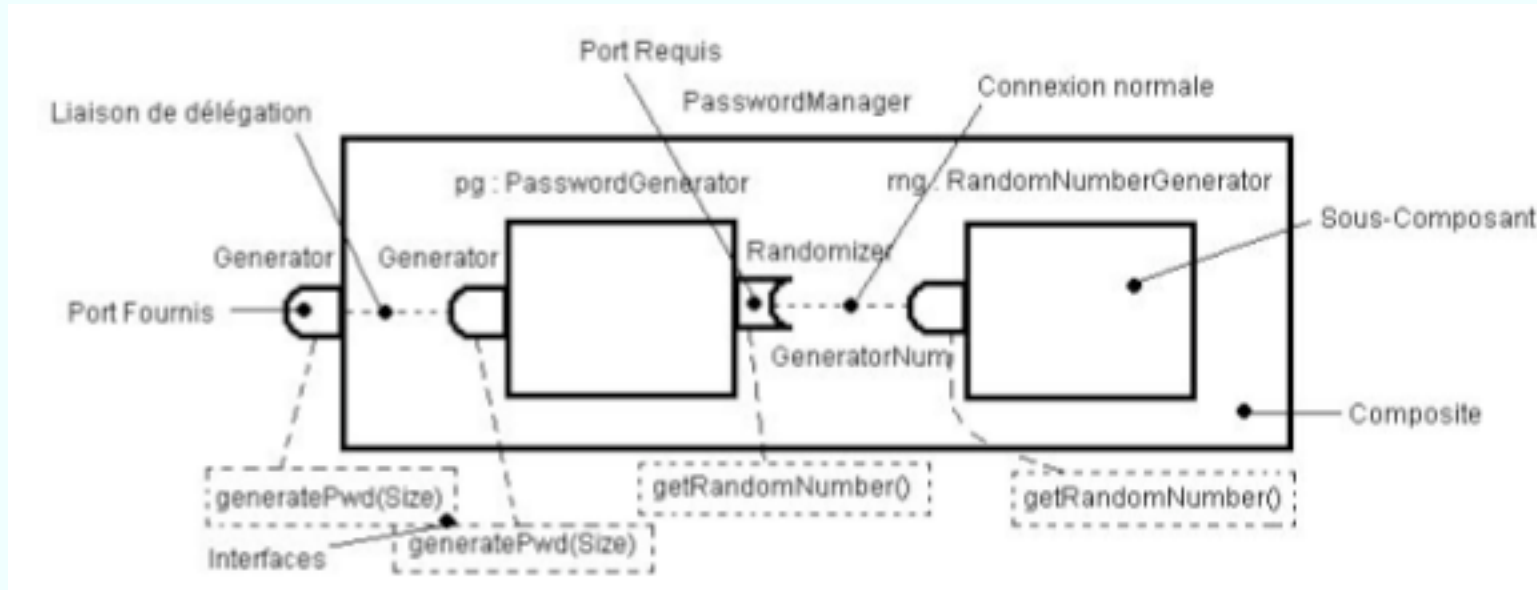 Port Requis
Connexion normale
PasswordManager
Liaison de délégation
pg : PasswordGenerator
rng : RandomNumberGenerator
Sous-Composant
Generator
Generator
Randomizer
Port Fournis
GeneratorNum
Composite
getRandomNumber()
getRandomNumber()
generatePwd(Size)
generatePwd(Size)
Interfaces